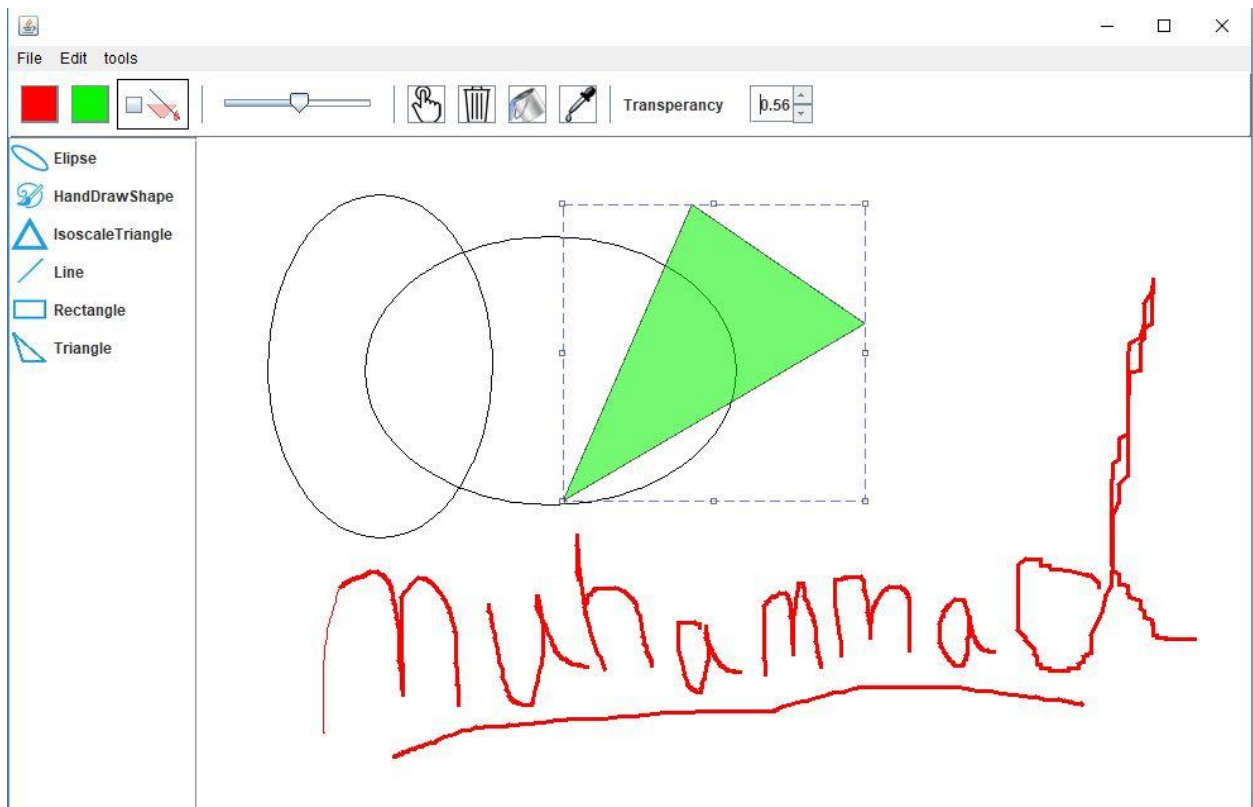 File Edit tools
Transperancy 0.56
Elipse
HandDrawShape
IsoscaleTriangle
Line
Rectangle
Triangle
muhammad